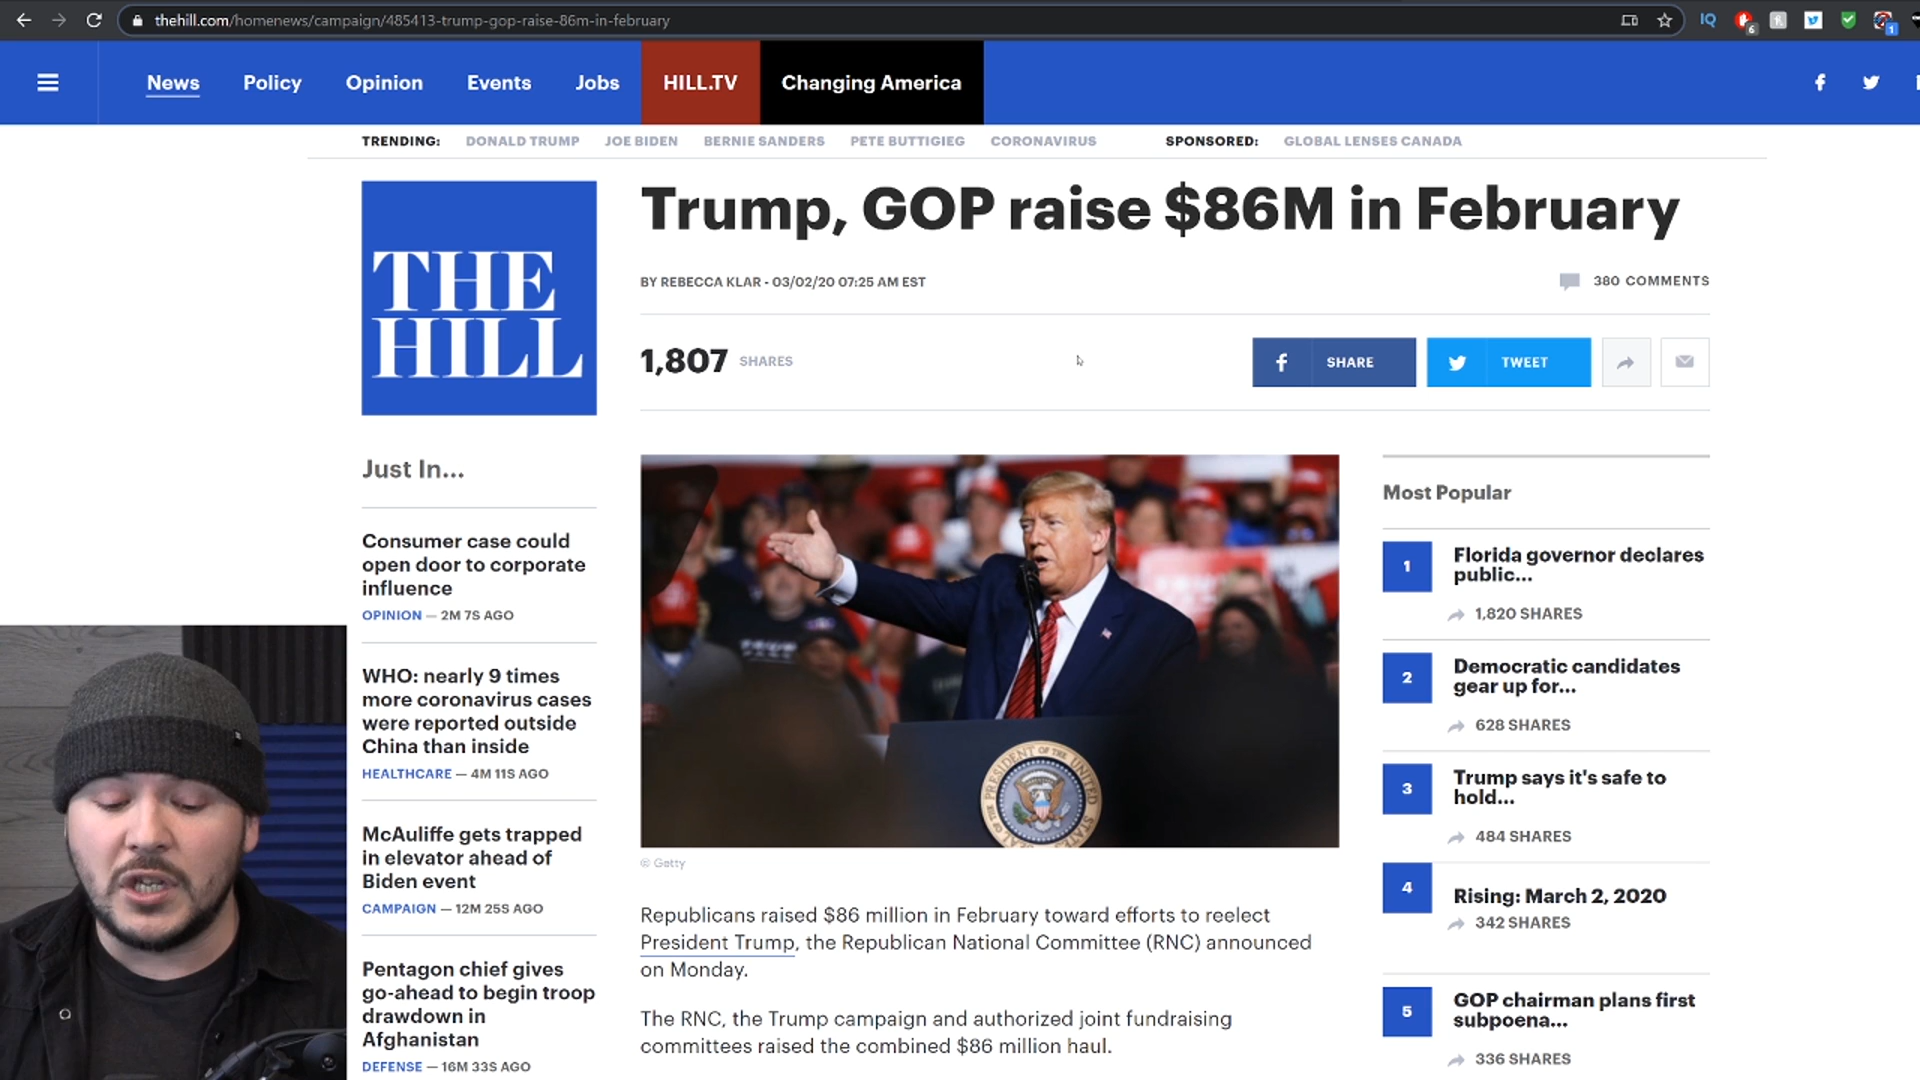 thehill.com/homenews/campaign/485413-trump-gop-raise-86m-in-february
IQ
6
1
News
Policy
Opinion
Events
Jobs
HILL.TV
Changing America
TRENDING: DONALD TRUMP JOE BIDEN BERNIE SANDERS PETE BUTTIGIEG CORONAVIRUS SPONSORED: GLOBAL LENSES CANADA
THE
HILL
Trump, GOP raise $86M in February
BY REBECCA KLAR - 03/02/20 07:25 AM EST
380 COMMENTS
1,807 SHARES
SHARE
TWEET
Just In...
Consumer case could
open door to corporate
influence
OPINION — 2M 7S AGO
WHO: nearly 9 times
more coronavirus cases
were reported outside
China than inside
HEALTHCARE — 4M 11S AGO
McAuliffe gets trapped
in elevator ahead of
Biden event
CAMPAIGN — 12M 25S AGO
Pentagon chief gives
go-ahead to begin troop
drawdown in
Afghanistan
DEFENSE — 16M 33S AGO
PRESIDENT OF THE UNITED
© Getty
Republicans raised $86 million in February toward efforts to reelect
President Trump, the Republican National Committee (RNC) announced
on Monday.
The RNC, the Trump campaign and authorized joint fundraising
committees raised the combined $86 million haul.
Most Popular
1
Florida governor declares
public...
1,820 SHARES
2
Democratic candidates
gear up for...
628 SHARES
3
Trump says it's safe to
hold...
484 SHARES
4
Rising: March 2, 2020
342 SHARES
5
GOP chairman plans first
subpoena...
336 SHARES